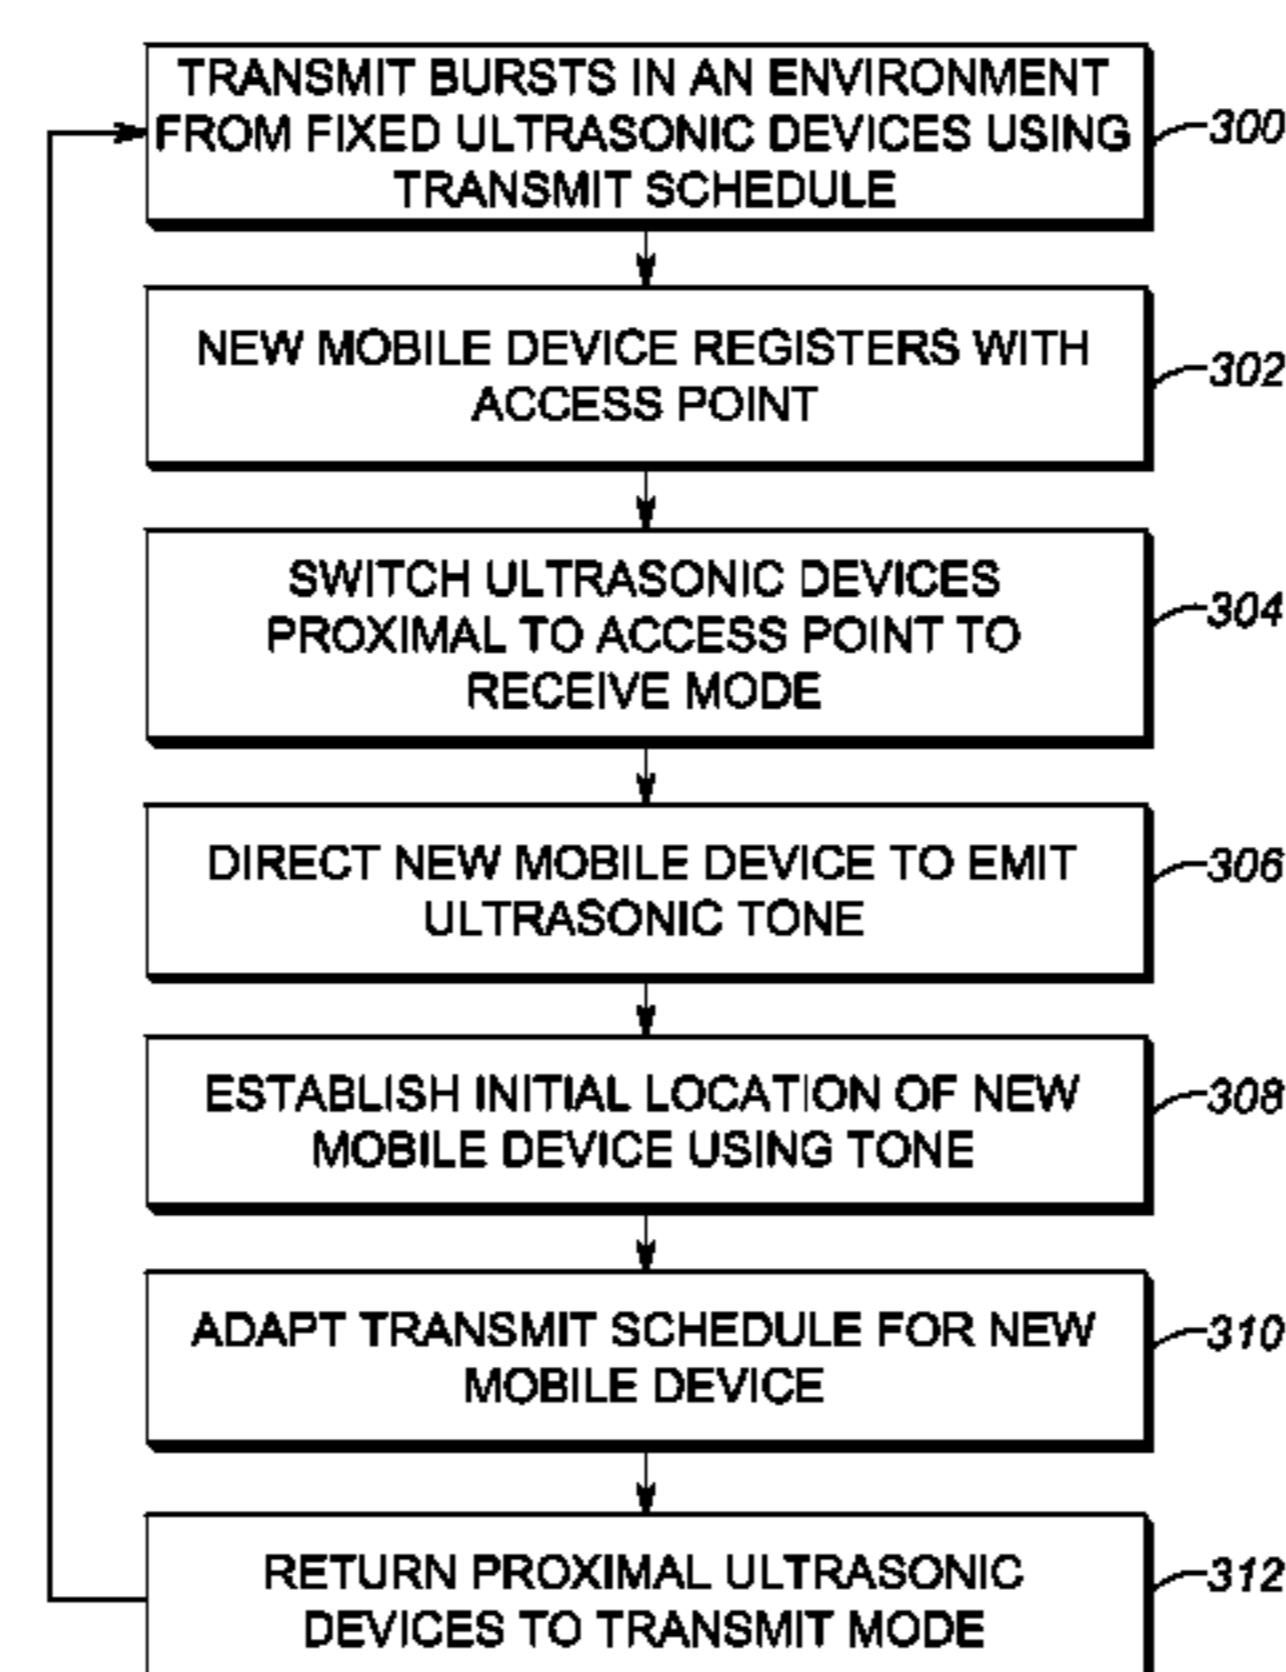 TRANSMIT BURSTS IN AN ENVIRONMENT
FROM FIXED ULTRASONIC DEVICES USING
TRANSMIT SCHEDULE
300
NEW MOBILE DEVICE REGISTERS WITH
ACCESS POINT
302
SWITCH ULTRASONIC DEVICES
PROXIMAL TO ACCESS POINT TO
RECEIVE MODE
304
DIRECT NEW MOBILE DEVICE TO EMIT
ULTRASONIC TONE
306
ESTABLISH INITIAL LOCATION OF NEW
MOBILE DEVICE USING TONE
308
ADAPT TRANSMIT SCHEDULE FOR NEW
MOBILE DEVICE
310
RETURN PROXIMAL ULTRASONIC
DEVICES TO TRANSMIT MODE
312